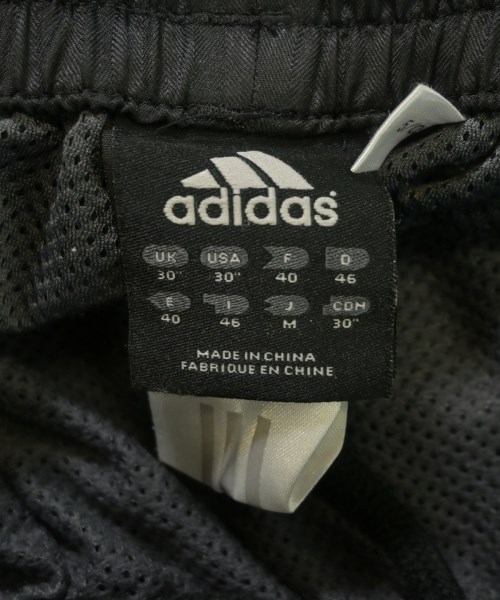 adidas
UK USA F D
30" 30" 40 46
E I J CDN
40 46 M 30"
MADE IN CHINA
FABRIQUE EN CHINE